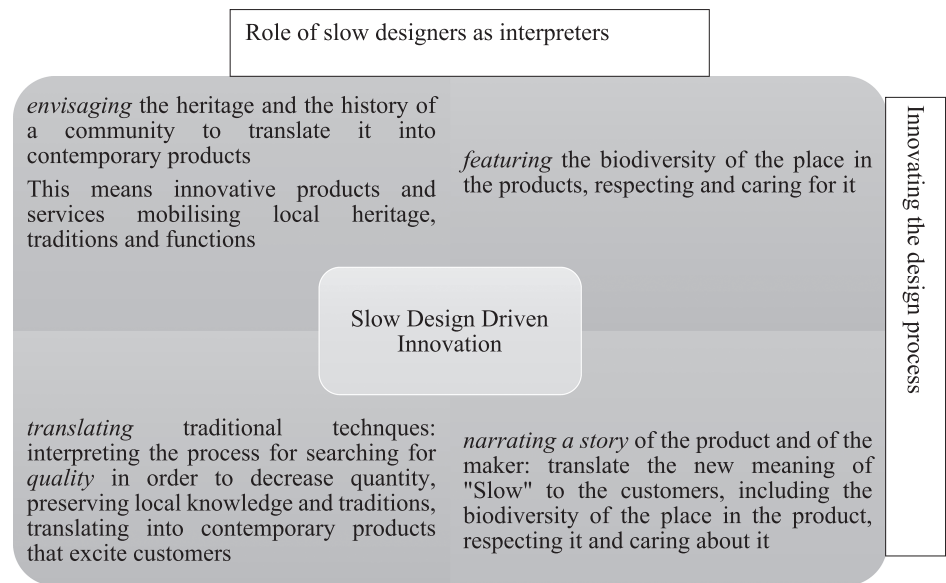 Role of slow designers as interpreters
envisaging the heritage and the history of
a community to translate it into
contemporary products
This means innovative products and
services mobilising local heritage,
traditions and functions
featuring the biodiversity of the place in
the products, respecting and caring for it
Innovating the design process
Slow Design Driven
Innovation
translating traditional technques:
interpreting the process for searching for
quality in order to decrease quantity,
preserving local knowledge and traditions,
translating into contemporary products
that excite customers
narrating a story of the product and of the
maker: translate the new meaning of
"Slow" to the customers, including the
biodiversity of the place in the product,
respecting it and caring about it